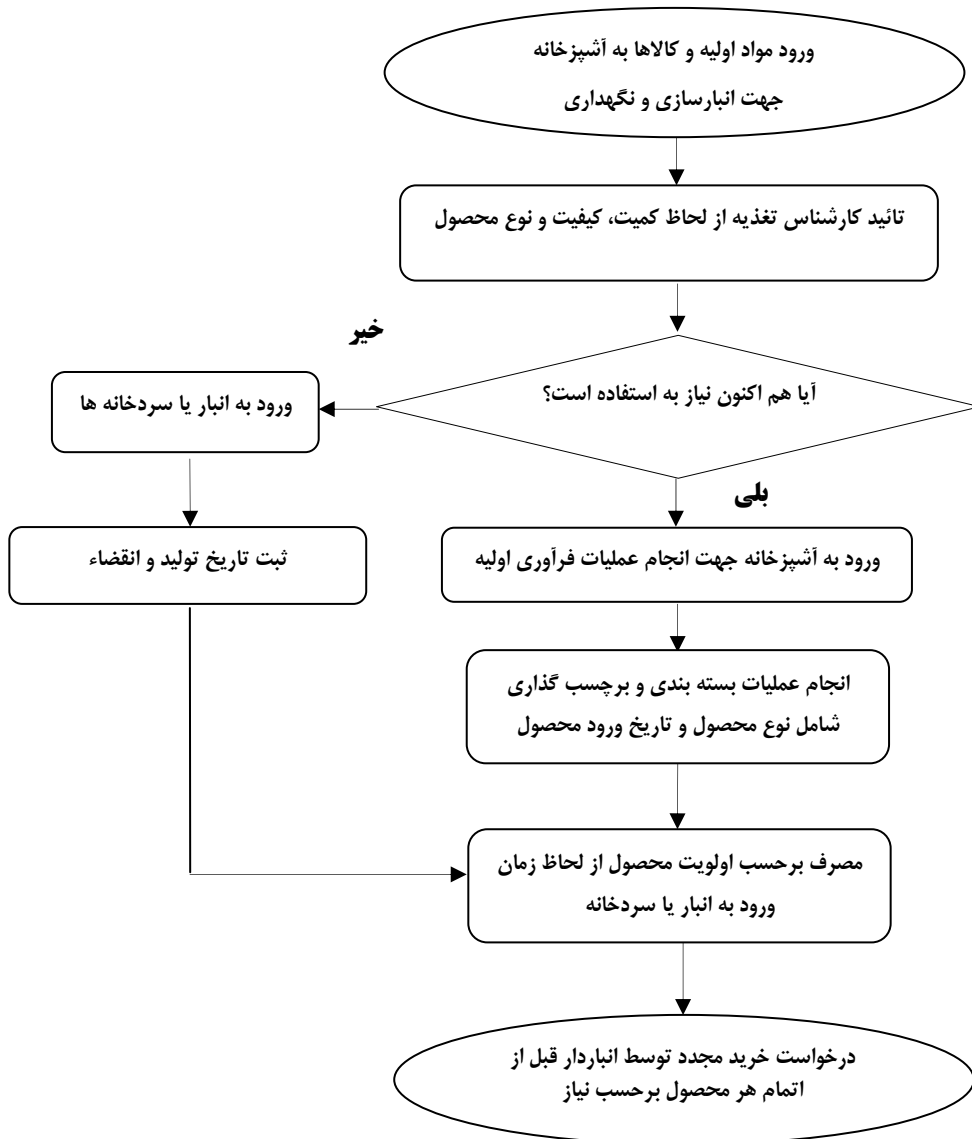 ورود مواد اولیه و کالاها به آشپزخانه
جهت انبارسازی و نگهداری
تائید کارشناس تغذیه از لحاظ کمیت، کیفیت و نوع محصول
خیر
آیا هم اکنون نیاز به استفاده است؟
ورود به انبار یا سردخانه ها
بلی
ثبت تاریخ تولید و انقضاء
ورود به آشپزخانه جهت انجام عملیات فرآوری اولیه
انجام عملیات بسته بندی و برچسب گذاری
شامل نوع محصول و تاریخ ورود محصول
مصرف برحسب اولویت محصول از لحاظ زمان
ورود به انبار یا سردخانه
درخواست خرید مجدد توسط انباردار قبل از
اتمام هر محصول برحسب نیاز